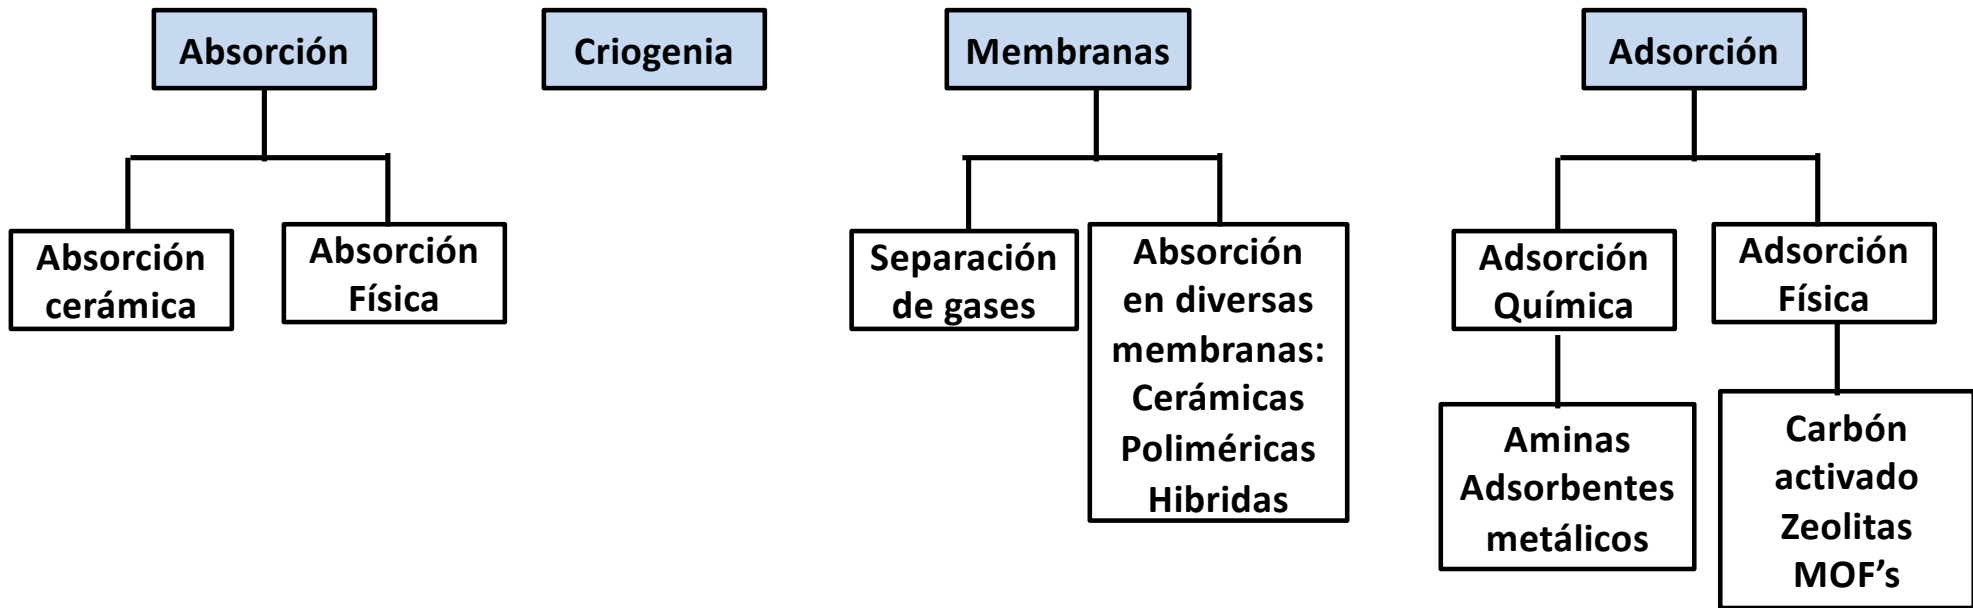 Absorción
Criogenia
Membranas
Adsorción
Absorción
cerámica
Absorción
Física
Separación
de gases
Absorción
en diversas
membranas:
Cerámicas
Poliméricas
Hibridas
Adsorción
Química
Adsorción
Física
Aminas
Adsorbentes
metálicos
Carbón
activado
Zeolitas
MOF’s